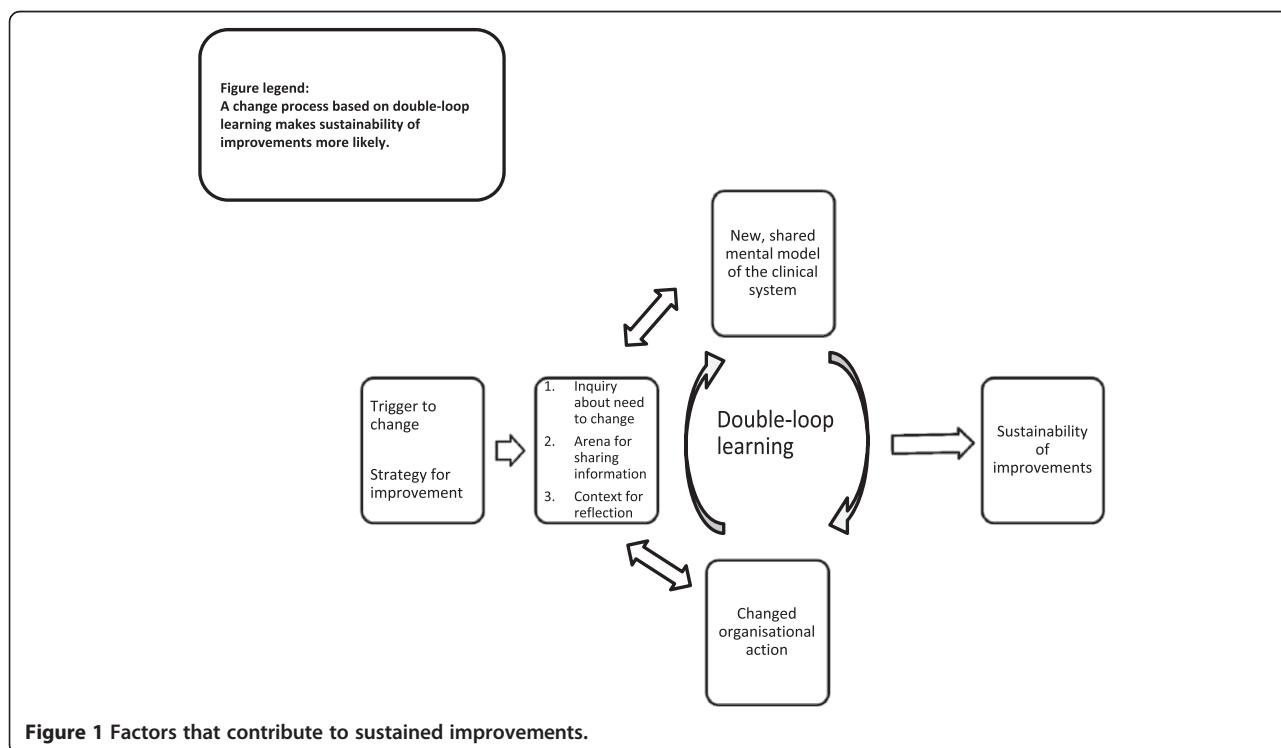 Figure legend:
A change process based on double-loop
learning makes sustainability of
improvements more likely.
New, shared
mental model
of the clinical
system
Trigger to
change
Strategy for
improvement
1. Inquiry
about need
to change
2. Arena for
sharing
information
3. Context for
reflection
Double-loop
learning
Sustainability
of
improvements
Changed
organisational
action
Figure 1 Factors that contribute to sustained improvements.